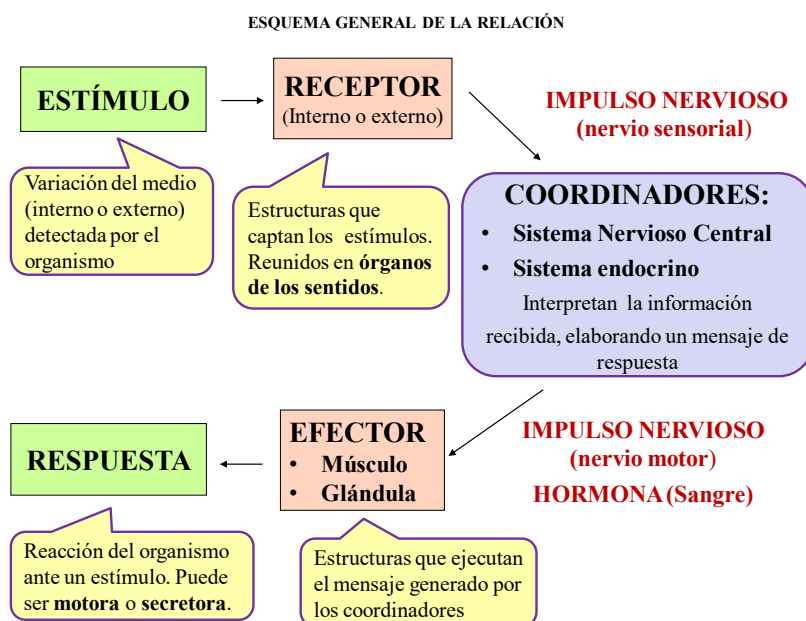 ESQUEMA GENERAL DE LA RELACIÓN
ESTÍMULO
RECEPTOR
(Interno o externo)
IMPULSO NERVIOSO
(nervio sensorial)
Variación del medio
(interno o externo)
detectada por el
organismo
Estructuras que
captan los estímulos.
Reunidos en órganos
de los sentidos.
COORDINADORES:
• Sistema Nervioso Central
• Sistema endocrino
Interpretan la información
recibida, elaborando un mensaje de
respuesta
RESPUESTA
EFECTOR
• Músculo
• Glándula
IMPULSO NERVIOSO
(nervio motor)
HORMONA (Sangre)
Reacción del organismo
ante un estímulo. Puede
ser motora o secretora.
Estructuras que ejecutan
el mensaje generado por
los coordinadores